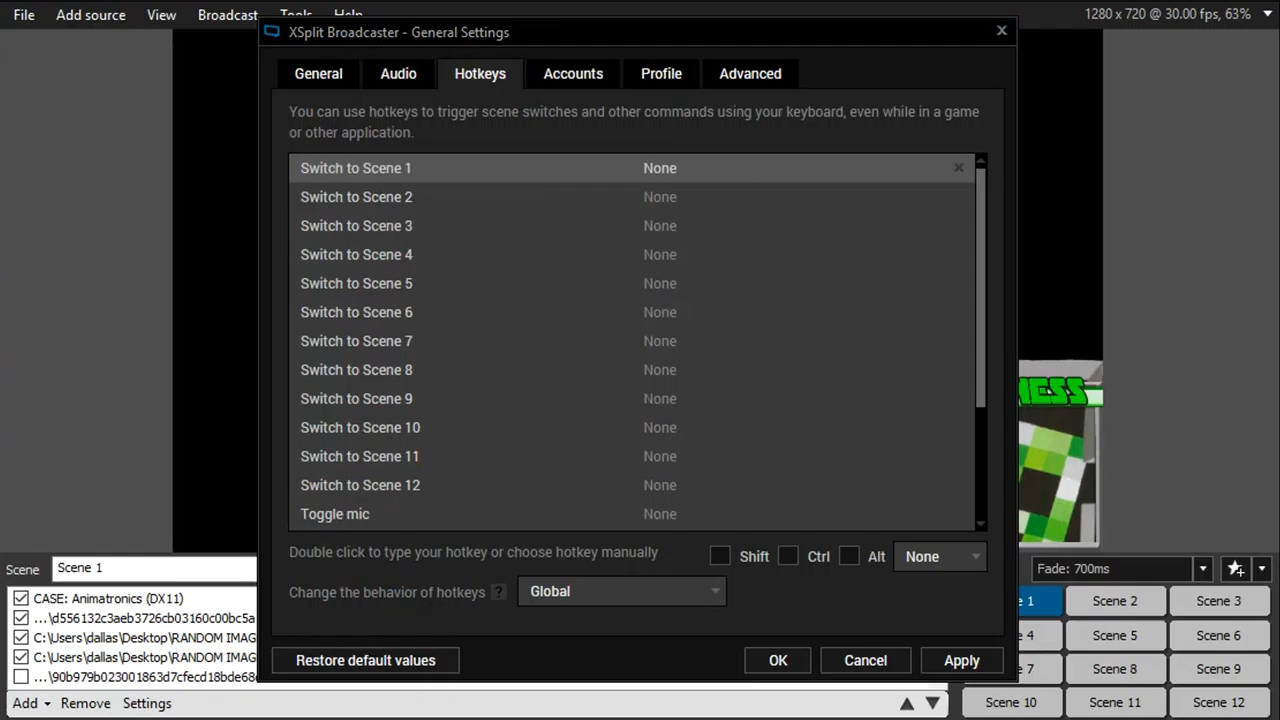 File Add source View Broadcast Tools Help
1280 x 720 @ 30.00 fps, 63%
XSplit Broadcaster - General Settings
General Audio Hotkeys Accounts Profile Advanced
You can use hotkeys to trigger scene switches and other commands using your keyboard, even while in a game
or other application.
Switch to Scene 1 None
Switch to Scene 2 None
Switch to Scene 3 None
Switch to Scene 4 None
Switch to Scene 5 None
Switch to Scene 6 None
Switch to Scene 7 None
Switch to Scene 8 None
Switch to Scene 9 None
Switch to Scene 10 None
Switch to Scene 11 None
Switch to Scene 12 None
Toggle mic None
Double click to type your hotkey or choose hotkey manually Shift Ctrl Alt None
Change the behavior of hotkeys ? Global
Restore default values OK Cancel Apply
Scene Scene 1
CASE: Animatronics (DX11)
...\d556132c3aeb3726cb03160c00bc5a
C:\Users\dallas\Desktop\RANDOM IMAG
C:\Users\dallas\Desktop\RANDOM IMAG
...\90b979b023001863d7cfecd18bde68
Add Remove Settings
Fade: 700ms
e 1 Scene 2 Scene 3
e 4 Scene 5 Scene 6
e 7 Scene 8 Scene 9
Scene 10 Scene 11 Scene 12